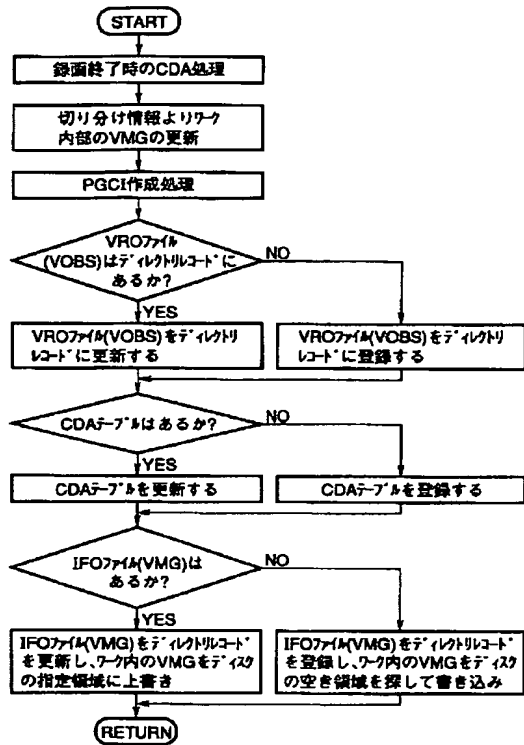 START
録画終了時のCDA処理
切り分け情報よりワーク
内部のVMGの更新
PGCI作成処理
VROファイル
(VOBS)はディレクトリレコードに
あるか?
NO
YES
VROファイル(VOBS)をディレクトリ
レコードに更新する
VROファイル(VOBS)をディレクトリ
レコードに登録する
CDAテーブルはあるか?
NO
YES
CDAテーブルを更新する
CDAテーブルを登録する
IFOファイル(VMG)は
あるか?
NO
YES
IFOファイル(VMG)をディレクトリレコード
を更新し、ワーク内のVMGをディスク
の指定領域に上書き
IFOファイル(VMG)をディレクトリレコード
を登録し、ワーク内のVMGをディスク
の空き領域を探して書き込み
RETURN